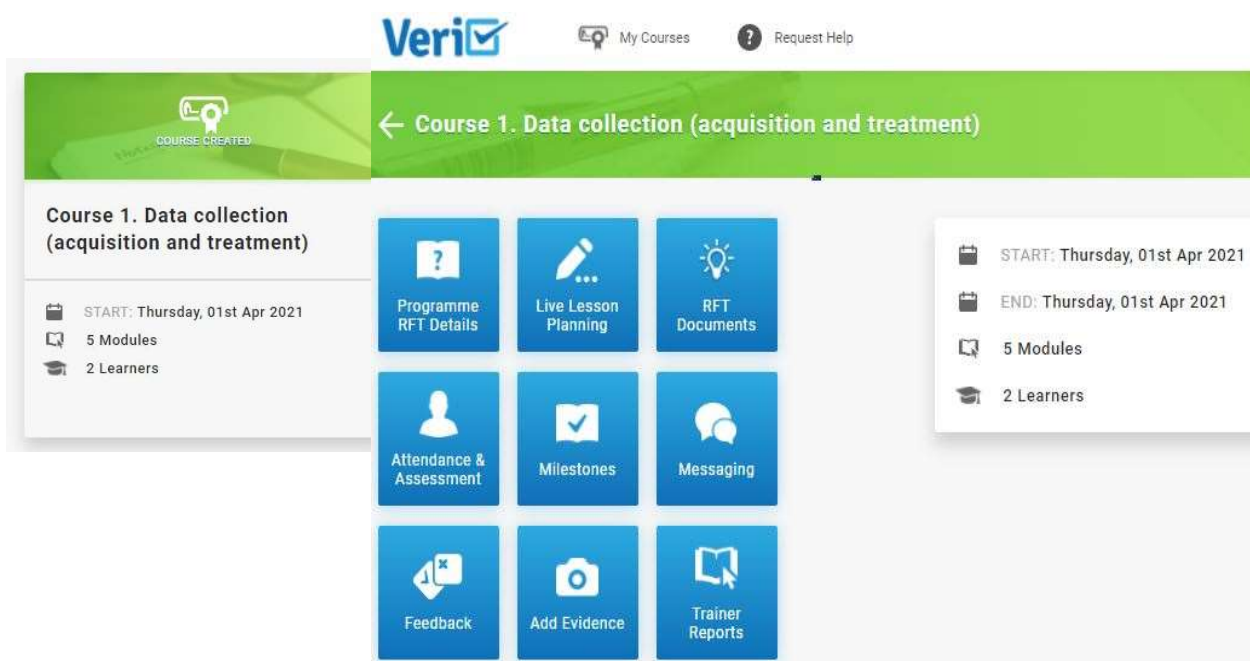 COURSE CREATED
Course 1. Data collection
(acquisition and treatment)
START: Thursday, 01st Apr 2021
5 Modules
2 Learners
Veri
My Courses
? Request Help
Course 1. Data collection (acquisition and treatment)
?
Programme
RFT Details
Live Lesson
Planning
RFT
Documents
Attendance &
Assessment
Milestones
Messaging
Feedback
Add Evidence
Trainer
Reports
START: Thursday, 01st Apr 2021
END: Thursday, 01st Apr 2021
5 Modules
2 Learners